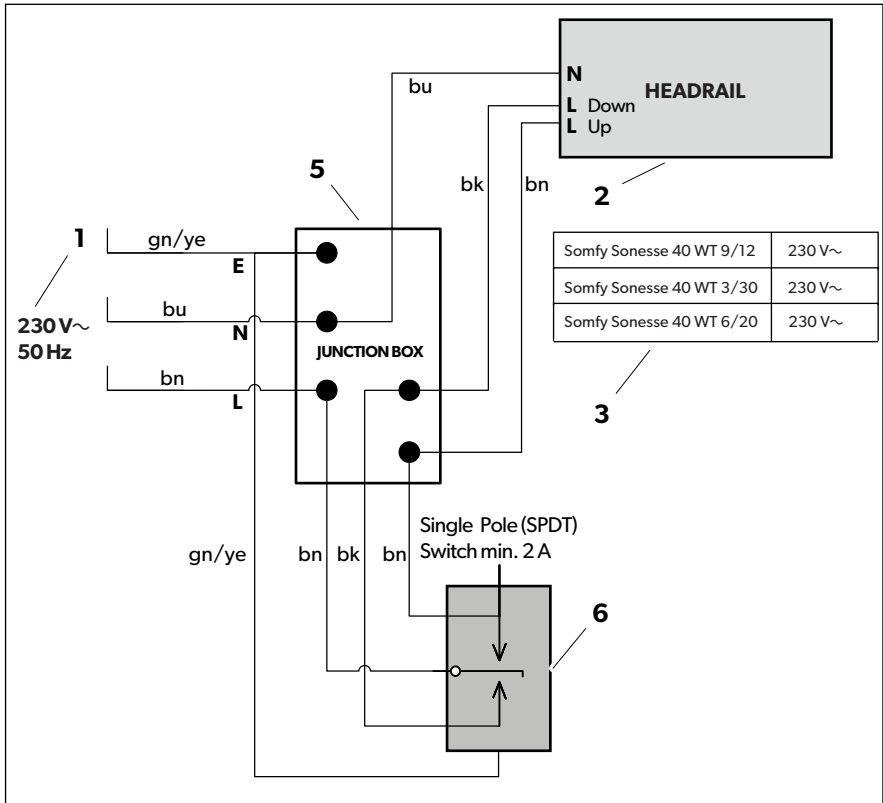 bu
N
HEADRAIL
L Down
L Up
5
bk
bn
2
1
gn/ye
E
Somfy Sonesse 40 WT 9/12 230 V~
Somfy Sonesse 40 WT 3/30 230 V~
Somfy Sonesse 40 WT 6/20 230 V~
bu
230 V~
50 Hz
N
JUNCTION BOX
bn
L
3
Single Pole (SPDT)
Switch min. 2 A
gn/ye
bn
bk
bn
6